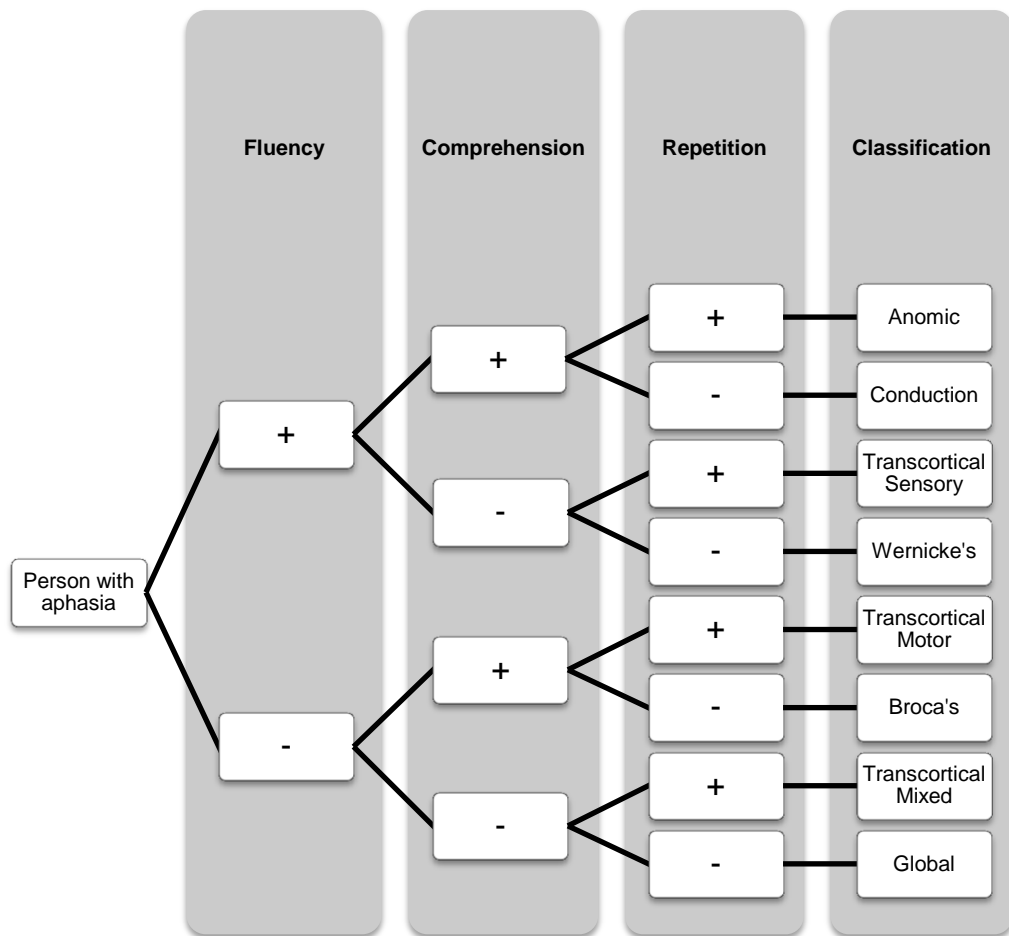 Fluency
Comprehension
Repetition
Classification
+
Anomic
+
-
Conduction
+
+
Transcortical
Sensory
-
-
Wernicke's
Person with
aphasia
+
Transcortical
Motor
+
-
Broca's
-
+
Transcortical
Mixed
-
-
Global